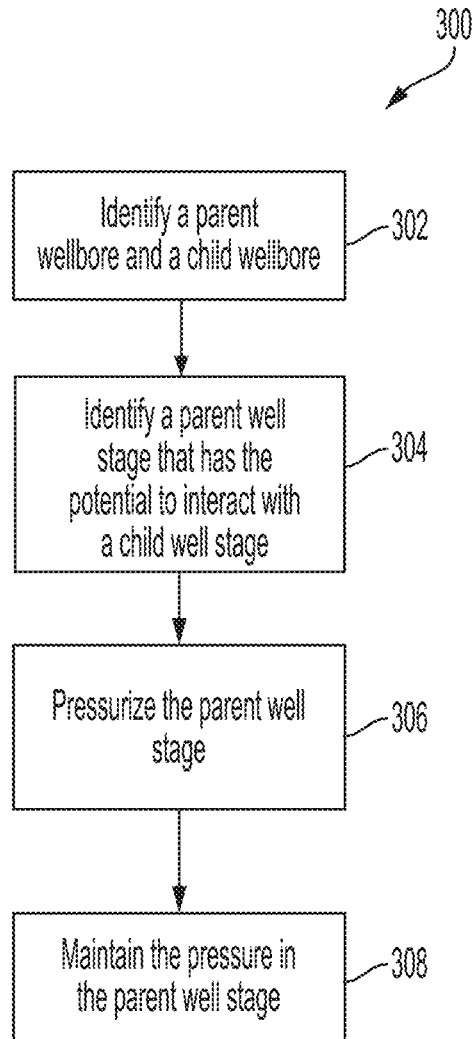 300
Identify a parent
wellbore and a child wellbore
302
Identify a parent well
stage that has the
potential to interact with
a child well stage
304
Pressurize the parent well
stage
306
Maintain the pressure in
the parent well stage
308